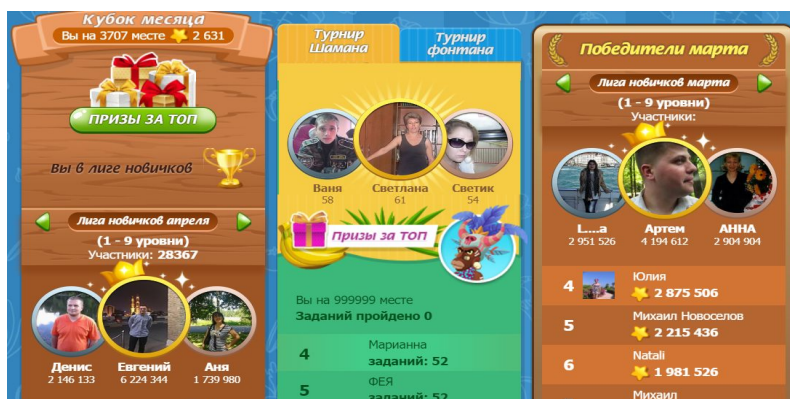 Кубок месяца
Вы на 3707 месте 2 631
ПРИЗЫ ЗА ТОП
Вы в лиге новичков
Лига новичков апреля
(1 - 9 уровни)
Участники: 28367
Денис
2 146 133
Евгений
6 224 344
Аня
1 739 980
Турнир
Шамана
Турнир
фонтана
Ваня
58
Светлана
61
Светик
54
Призы за ТОП
Вы на 999999 месте
Заданий пройдено 0
4
Марианна
заданий: 52
5
ФЕЯ
заданий: 52
Победители марта
Лига новичков марта
(1 - 9 уровни)
Участники:
L....a
2 951 526
Артем
4 194 612
АННА
2 904 904
4
Юлия
2 875 506
5
Михаил Новоселов
2 215 436
6
Natali
1 981 526
Михаил